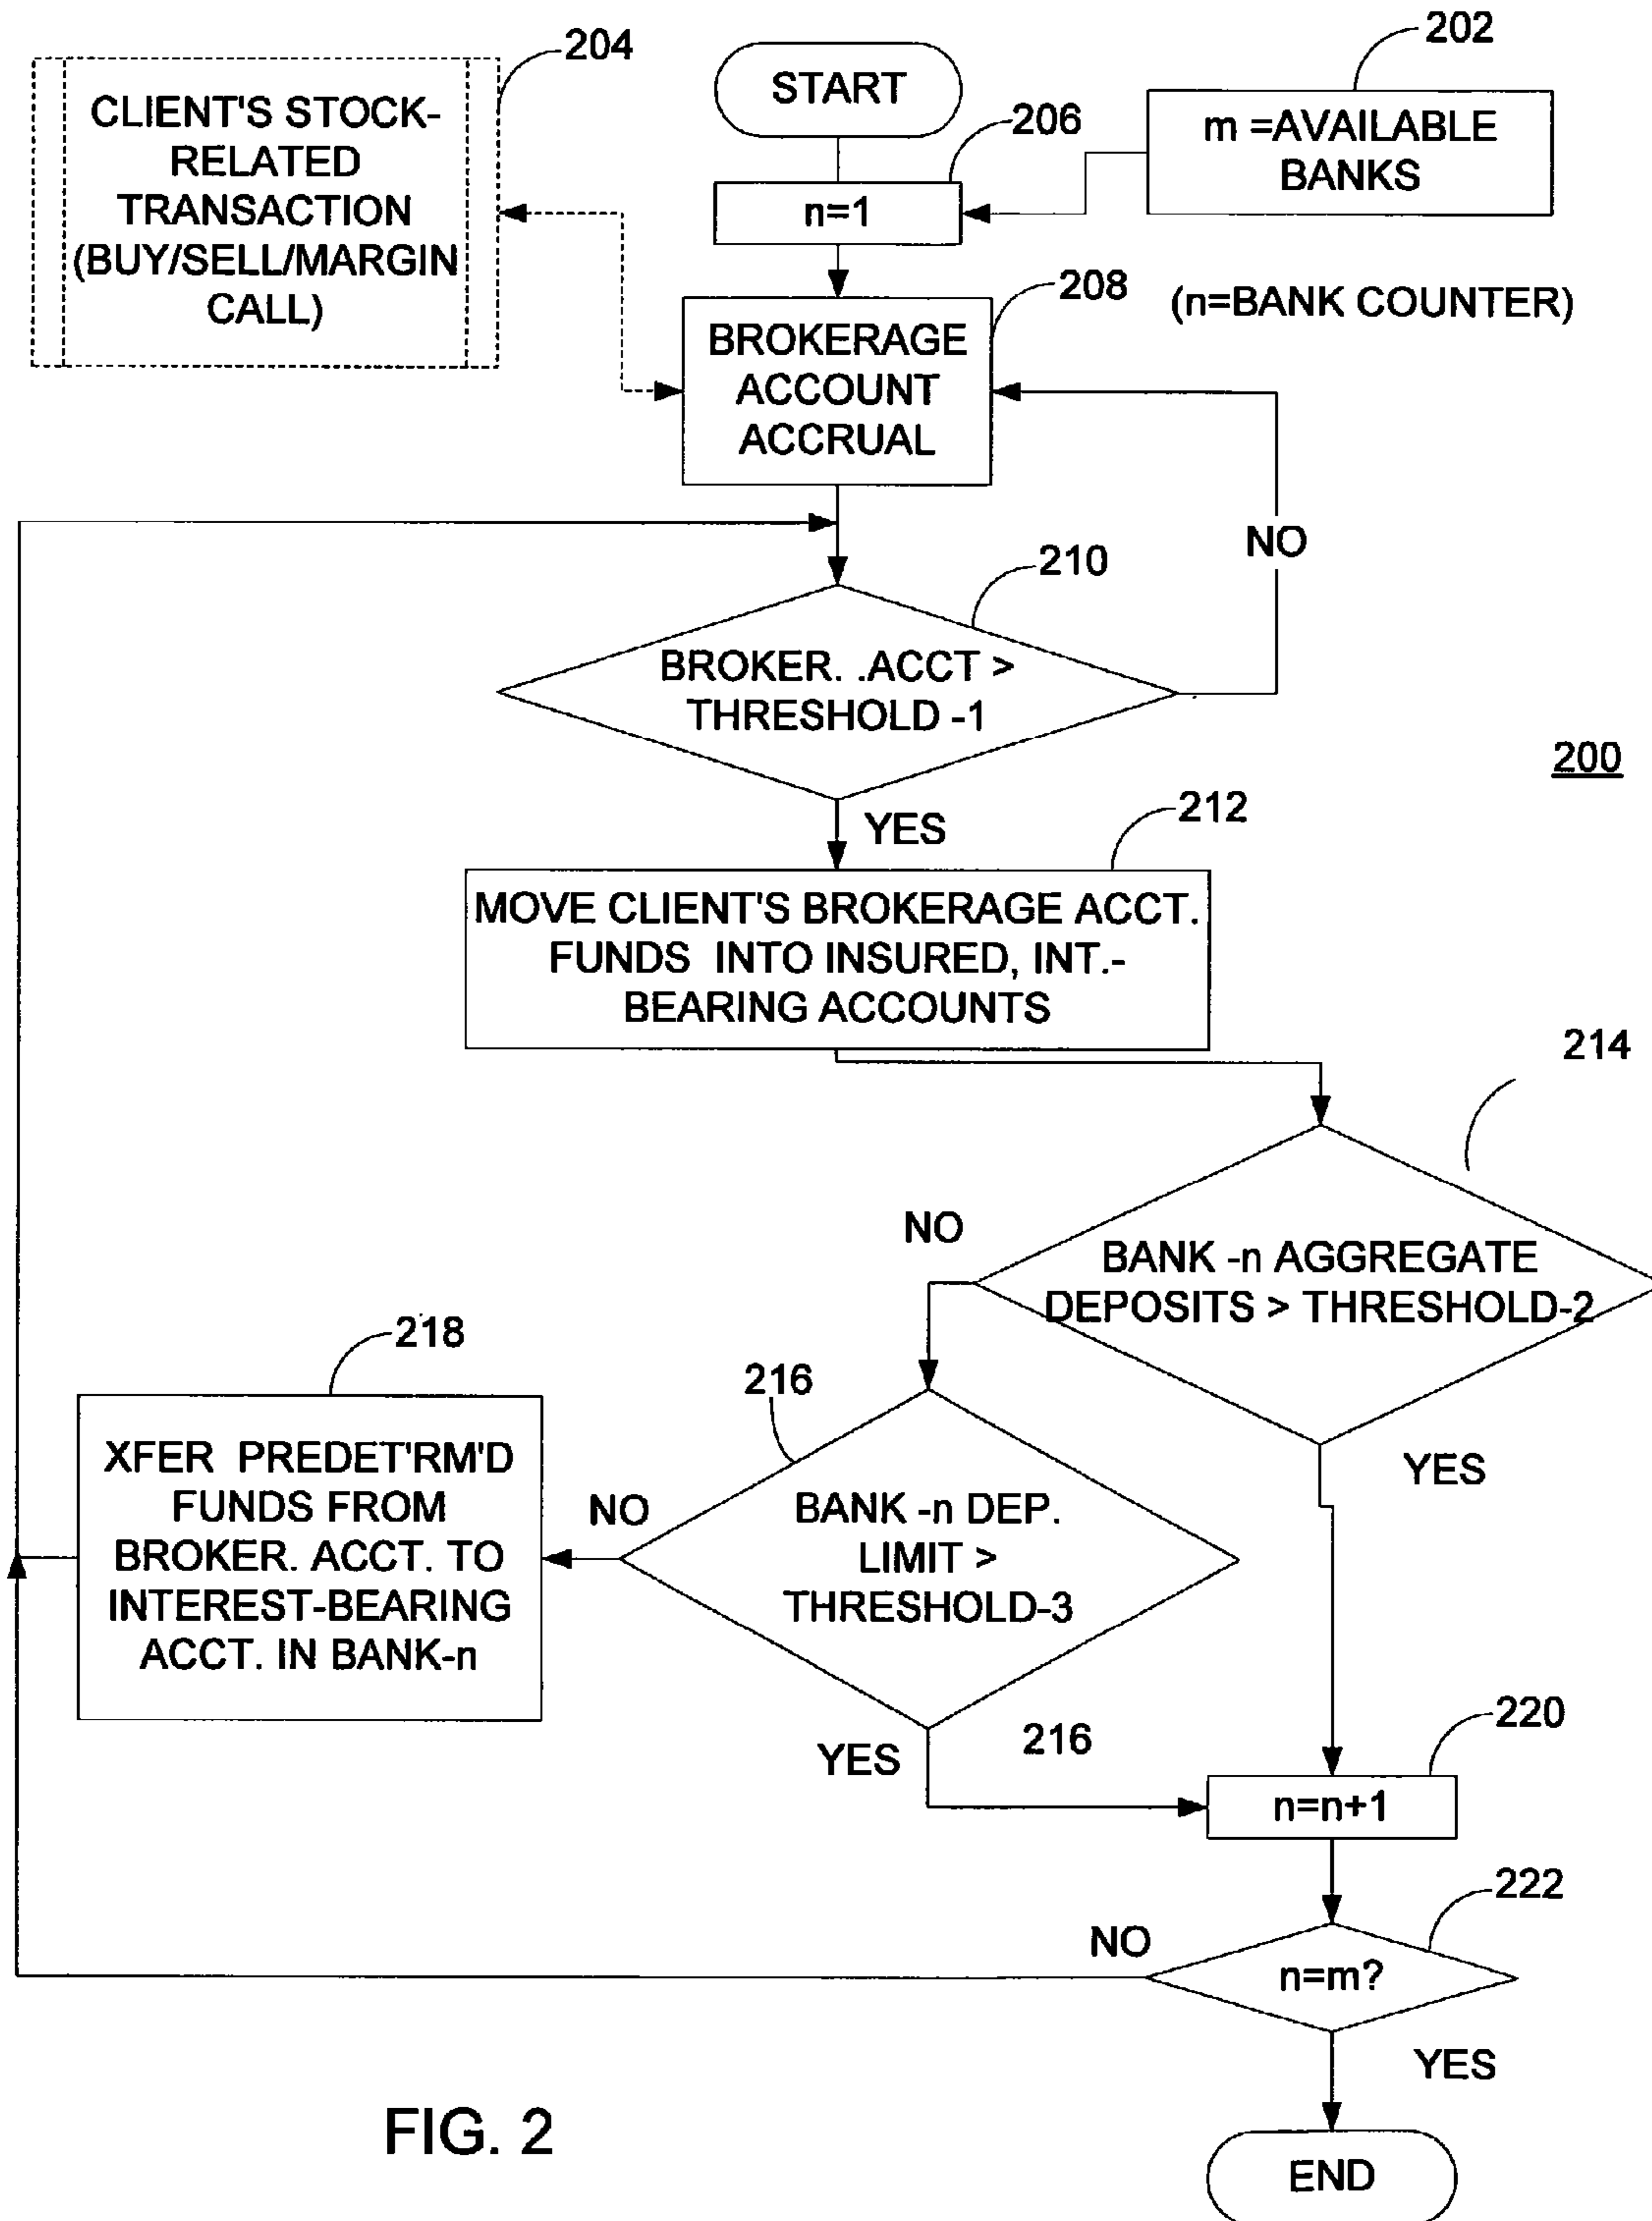 204
CLIENT'S STOCK-
RELATED
TRANSACTION
(BUY/SELL/MARGIN
CALL)
START
202
m =AVAILABLE
BANKS
206
n=1
208
(n=BANK COUNTER)
BROKERAGE
ACCOUNT
ACCRUAL
NO
210
BROKER. .ACCT >
THRESHOLD -1
200
YES
212
MOVE CLIENT'S BROKERAGE ACCT.
FUNDS INTO INSURED, INT.-
BEARING ACCOUNTS
214
NO
BANK -n AGGREGATE
DEPOSITS > THRESHOLD-2
YES
218
XFER PREDET'RM'D
FUNDS FROM
BROKER. ACCT. TO
INTEREST-BEARING
ACCT. IN BANK-n
216
NO
BANK -n DEP.
LIMIT >
THRESHOLD-3
YES
216
220
n=n+1
222
NO
n=m?
YES
END
FIG. 2